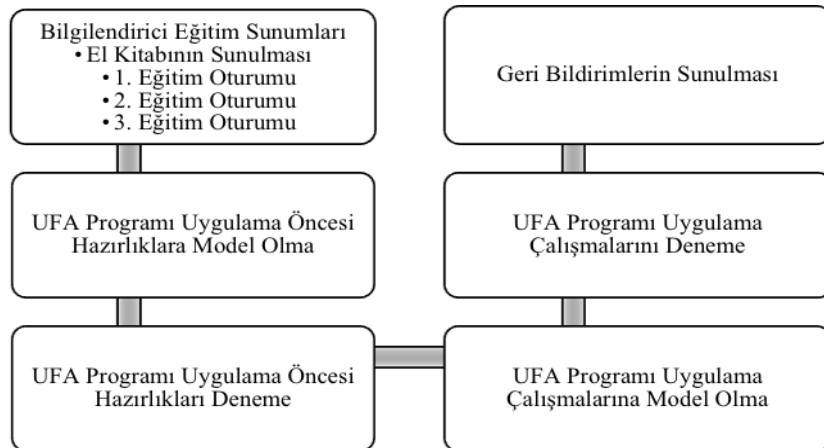 Bilgilendirici Eğitim Sunumları
• El Kitabının Sunulması
• 1. Eğitim Oturumu
• 2. Eğitim Oturumu
• 3. Eğitim Oturumu
UFA Programı Uygulama Öncesi
Hazırlıklara Model Olma
UFA Programı Uygulama Öncesi
Hazırlıkları Deneme
UFA Programı Uygulama
Çalışmalarına Model Olma
UFA Programı Uygulama
Çalışmalarını Deneme
Geri Bildirimlerin Sunulması